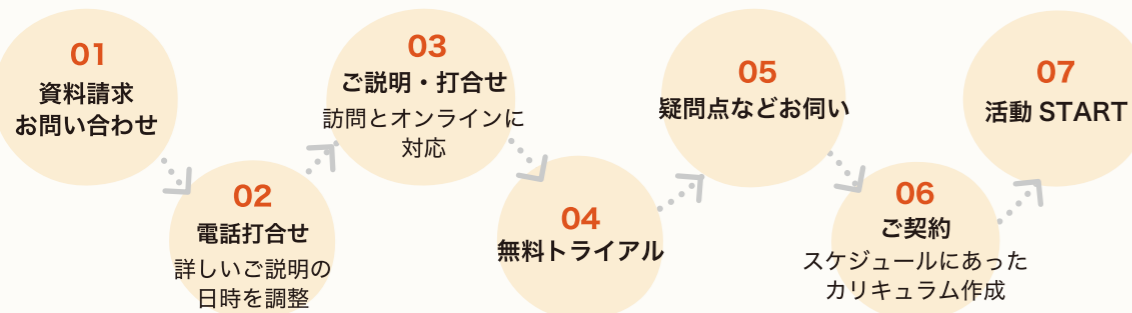 01
資料請求
お問い合わせ
02
電話打合せ
詳しいご説明の
日時を調整
03
ご説明・打合せ
訪問とオンラインに
対応
04
無料トライアル
05
疑問点などお伺い
06
ご契約
スケジュールにあった
カリキュラム作成
07
活動 START